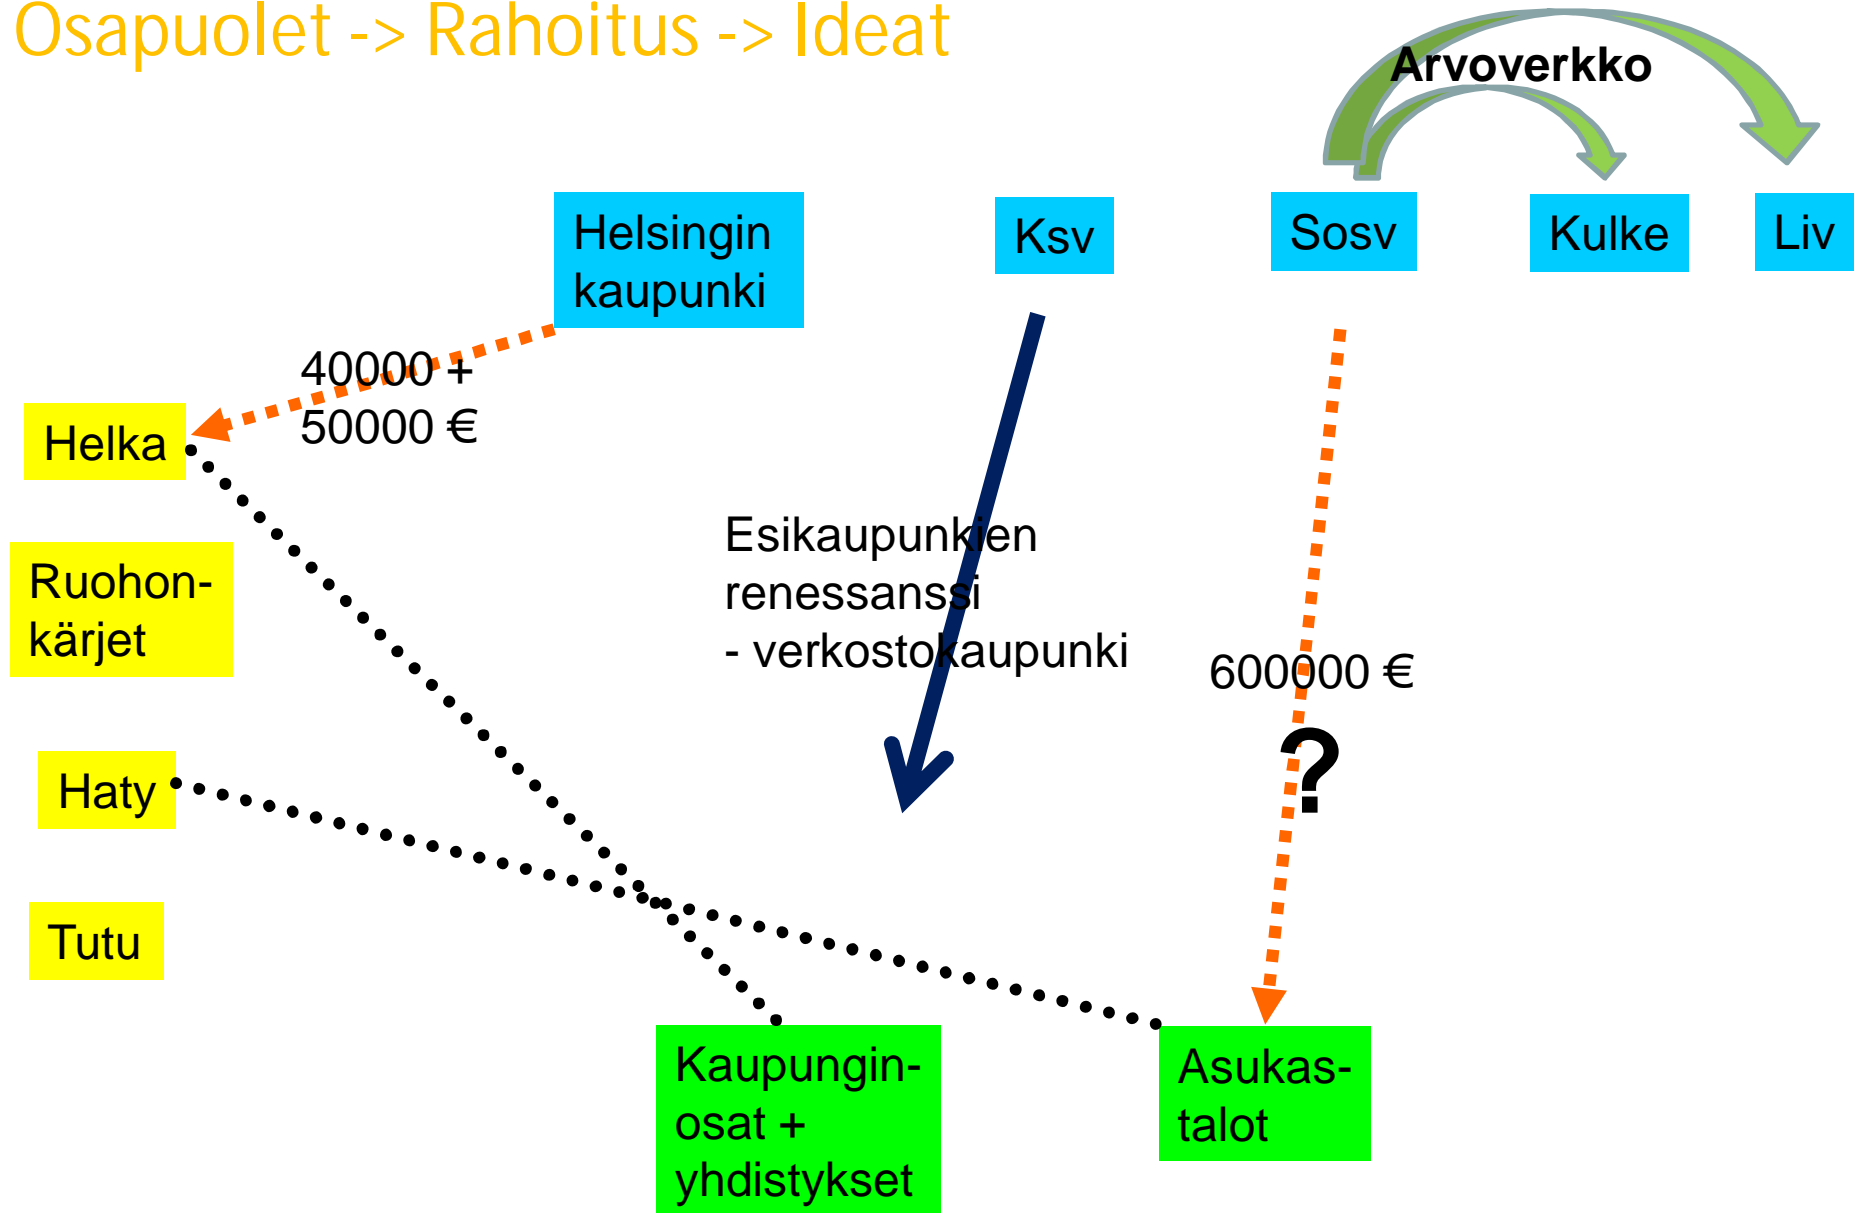 Osapuolet -> Rahoitus -> Ideat
Arvoverkko
Helsingin
kaupunki
Ksv
Sosv
Kulke
Liv
40000 +
50000 €
Helka
Esikaupunkien
renessanssi
- verkostokaupunki
Ruohon-
kärjet
600000 €
?
Haty
Tutu
Kaupungin-
osat +
yhdistykset
Asukas-
talot